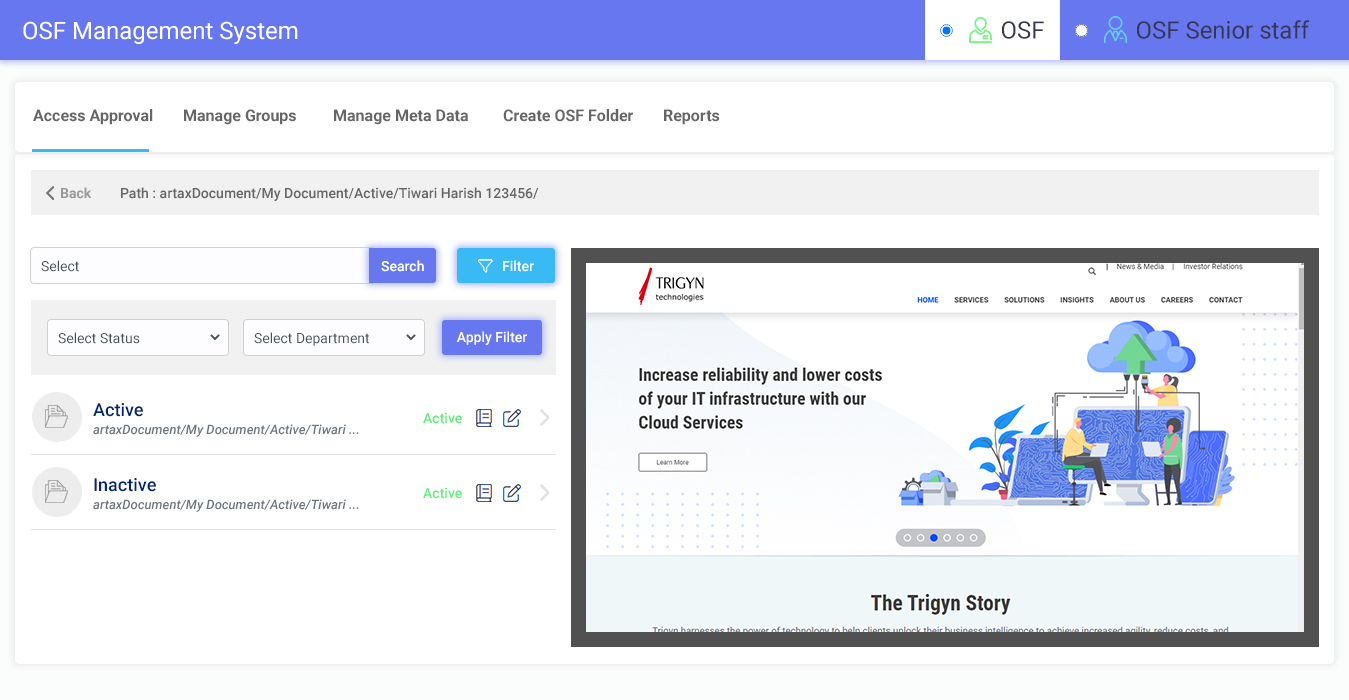 OSF Management System
OSF
OSF Senior staff
Access Approval Manage Groups Manage Meta Data Create OSF Folder Reports
Back Path : artaxDocument/My Document/Active/Tiwari Harish 123456/
Select Search Filter
Select Status Select Department Apply Filter
Active
artaxDocument/My Document/Active/Tiwari ...
Active
Inactive
artaxDocument/My Document/Active/Tiwari ...
Active
TRIGYN
technologies
| News & Media | Investor Relations
HOME SERVICES SOLUTIONS INSIGHTS ABOUT US CAREERS CONTACT
Increase reliability and lower costs
of your IT infrastructure with our
Cloud Services
Learn More
The Trigyn Story
Trigyn harnesses the power of technology to help clients unlock their business intelligence to achieve increased agility, reduce costs, and